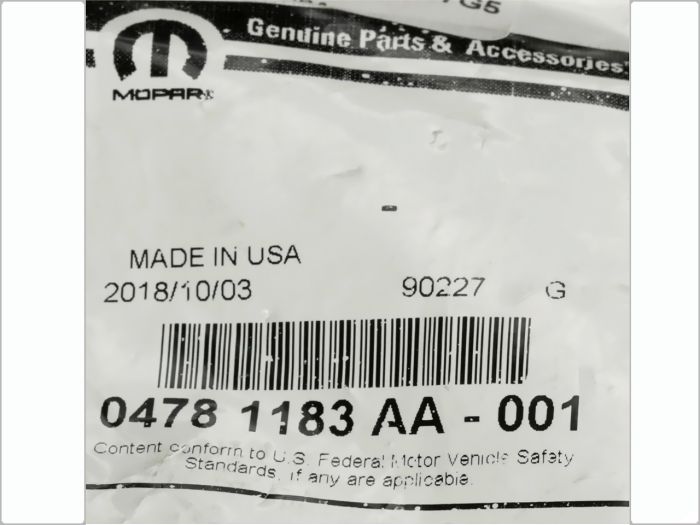 7G5
Genuine Parts & Accessories
MOPAR
MADE IN USA
2018/10/03 90227 G
0478 1183 AA - 001
Content conform to U.S. Federal Motor Vehicle Safety
Standards, if any are applicable.